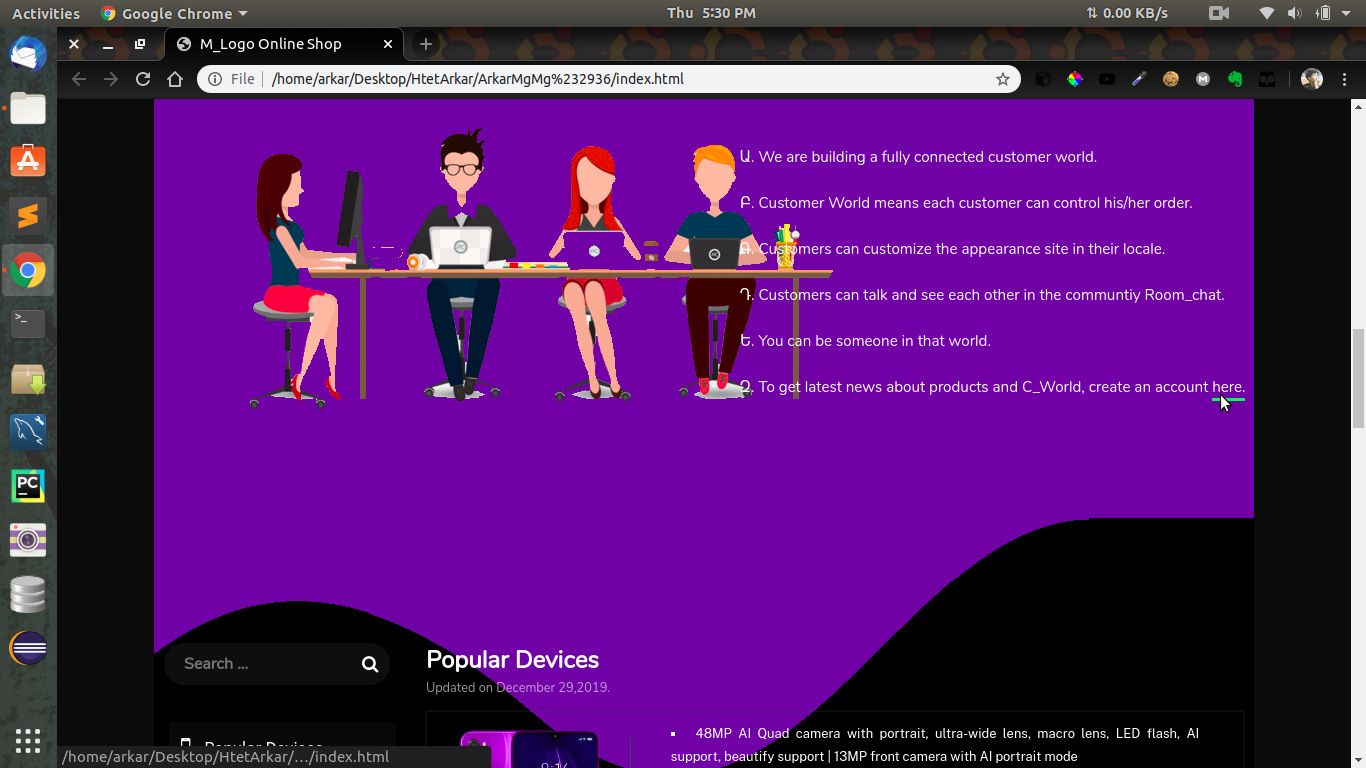 Activities
Google Chrome
Thu 5:30 PM
0.00 KB/s
M_Logo Online Shop
File
/home/arkar/Desktop/HtetArkar/ArkarMgMg%232936/index.html
Ա. We are building a fully connected customer world.
Բ. Customer World means each customer can control his/her order.
Գ. Customers can customize the appearance site in their locale.
Դ. Customers can talk and see each other in the communtiy Room_chat.
Ե. You can be someone in that world.
Զ. To get latest news about products and C_World, create an account here.
Search ...
Popular Devices
Updated on December 29,2019.
Popular Devices
48MP AI Quad camera with portrait, ultra-wide lens, macro lens, LED flash, AI
support, beautify support | 13MP front camera with AI portrait mode
/home/arkar/Desktop/HtetArkar/…/index.html